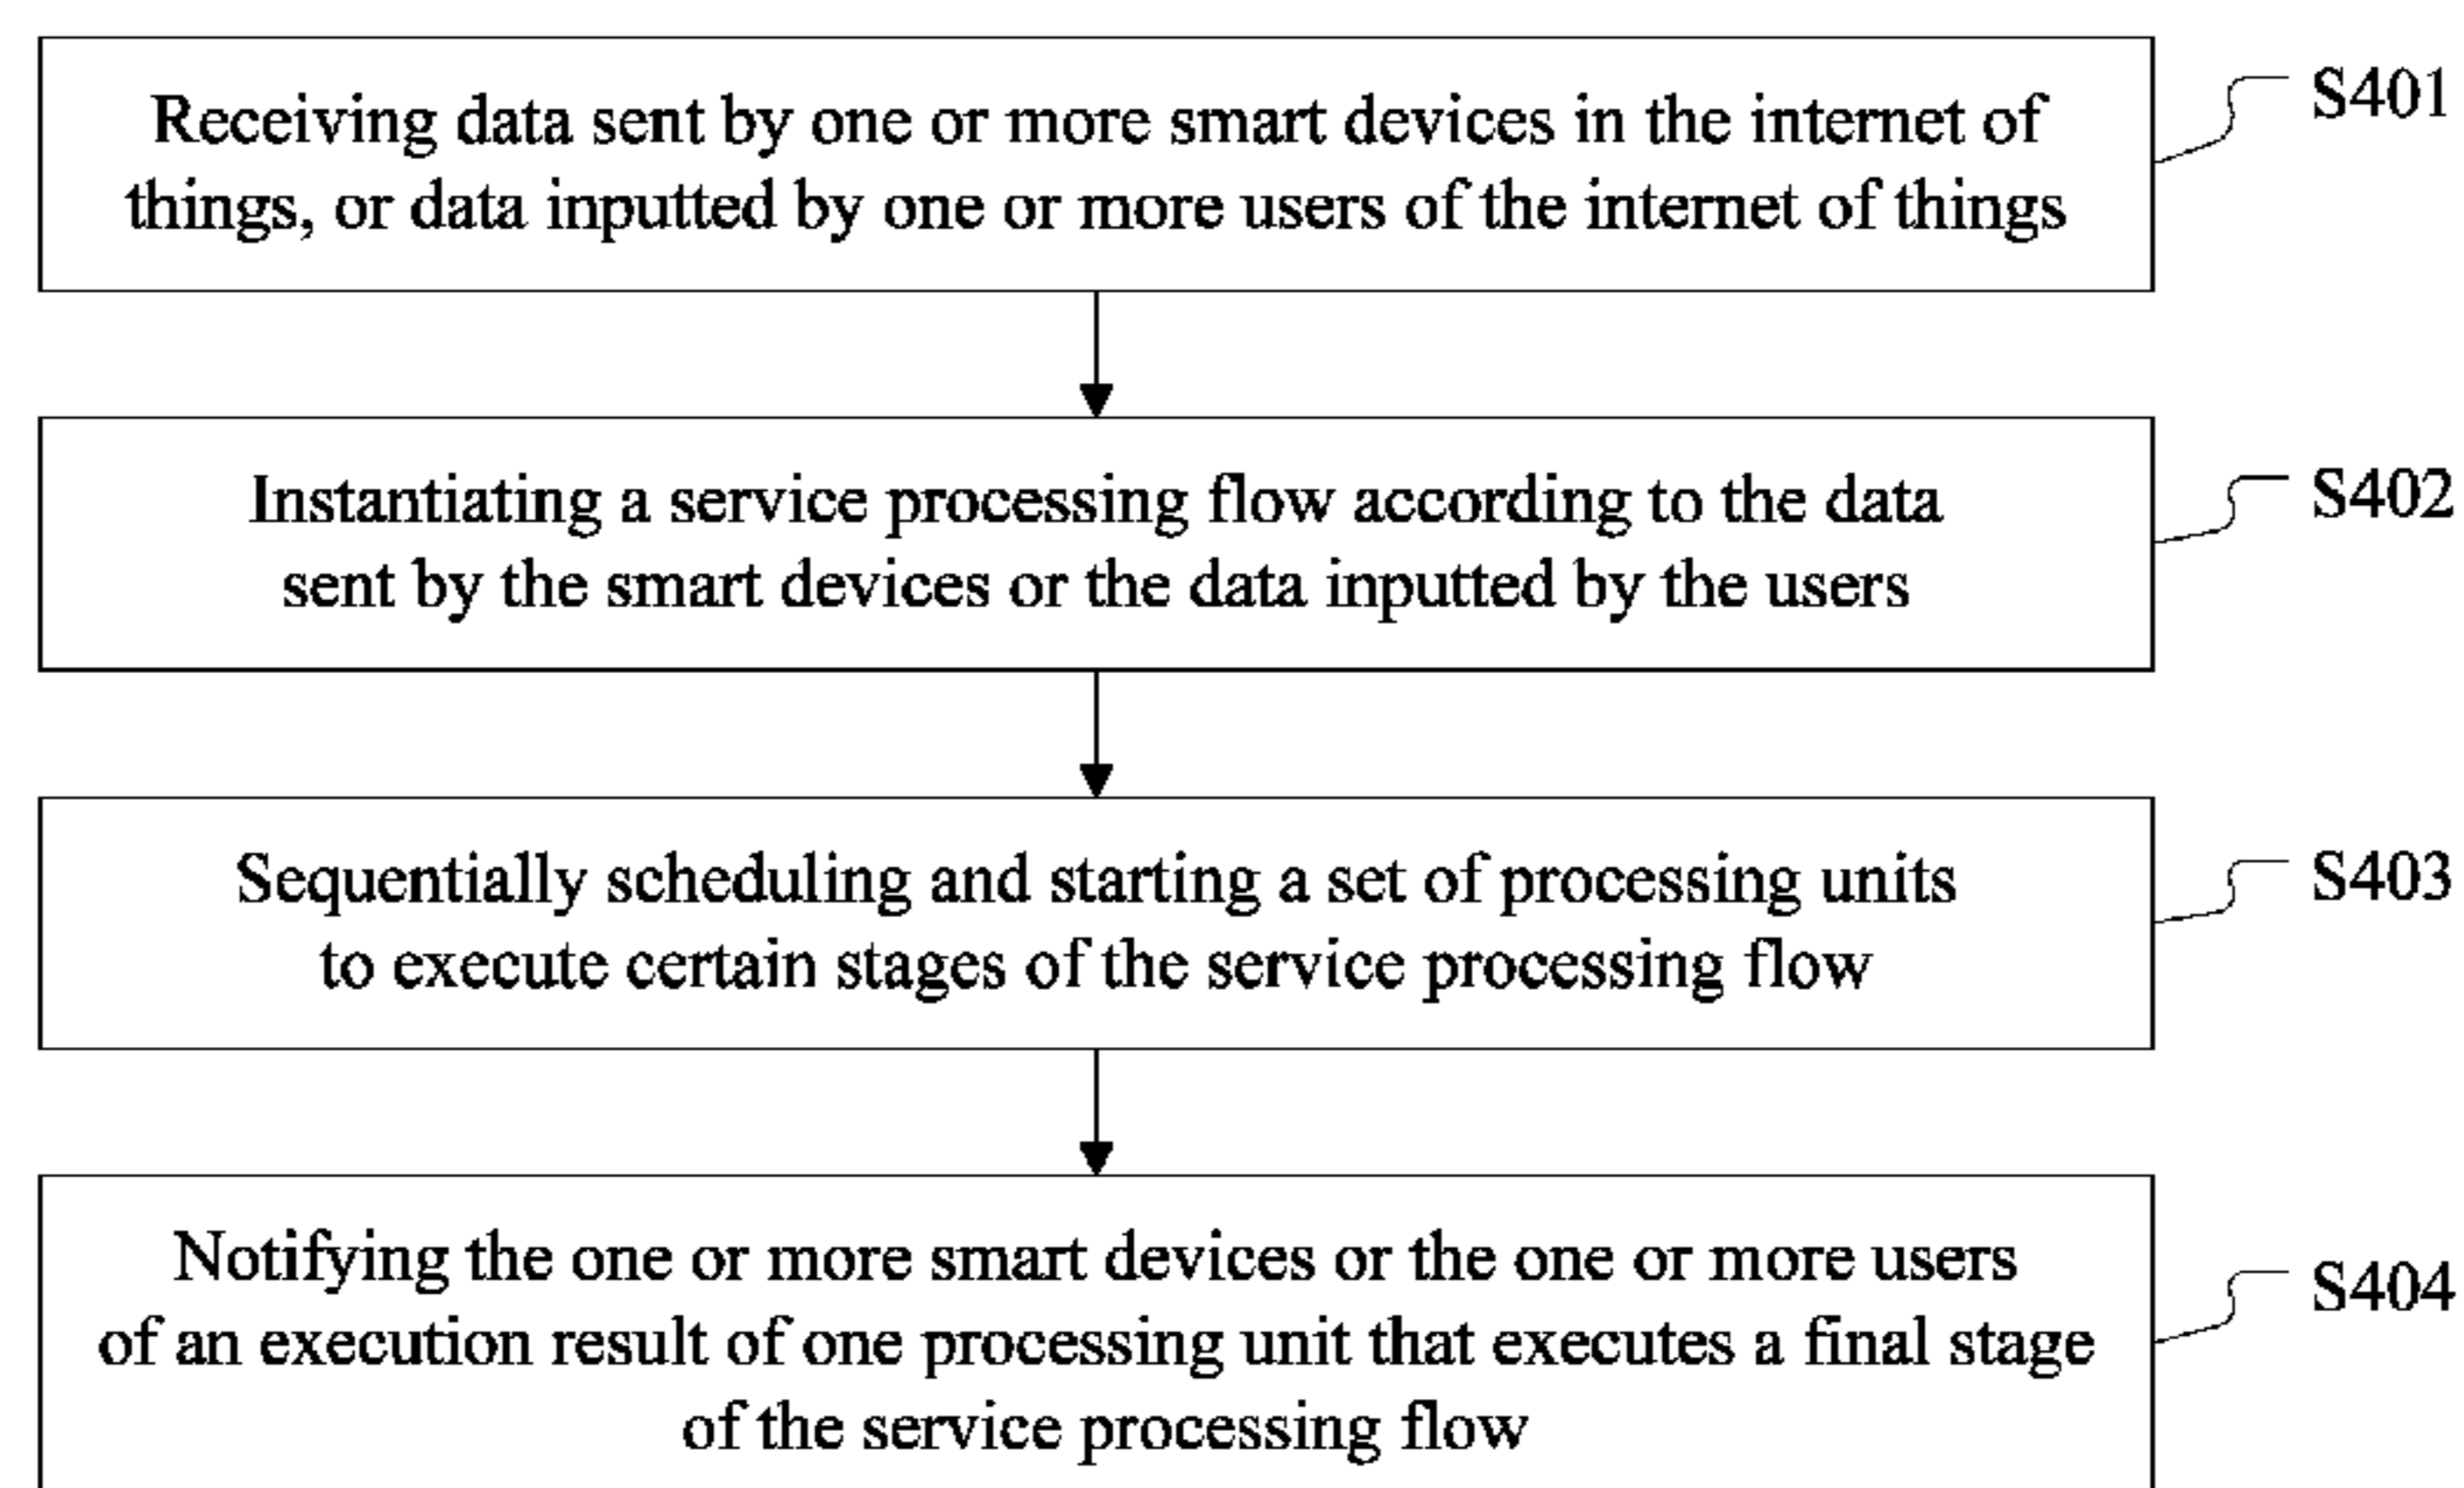 Receiving data sent by one or more smart devices in the internet of
things, or data inputted by one or more users of the internet of things
S401
Instantiating a service processing flow according to the data
sent by the smart devices or the data inputted by the users
S402
Sequentially scheduling and starting a set of processing units
to execute certain stages of the service processing flow
S403
Notifying the one or more smart devices or the one or more users
of an execution result of one processing unit that executes a final stage
of the service processing flow
S404